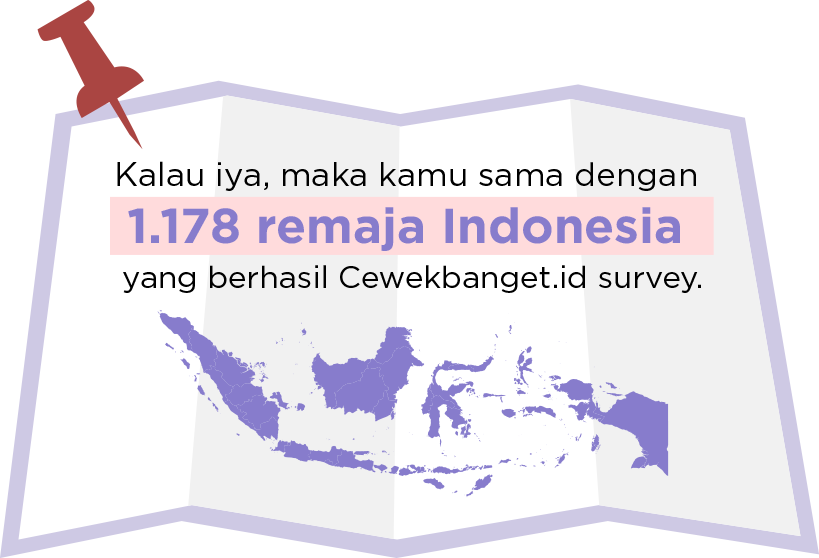 Kalau iya, maka kamu sama dengan
1.178 remaja Indonesia
yang berhasil Cewekbanget.id survey.